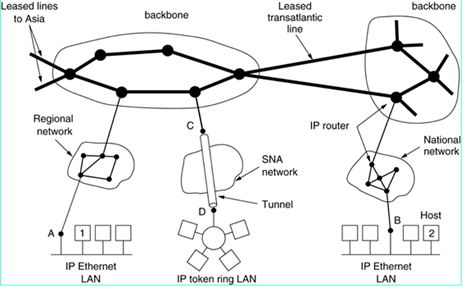 Leased lines
to Asia
backbone
Leased
transatlantic
line
backbone
Regional
network
C
SNA
network
IP router
National
network
Tunnel
D
A
1
B
Host
2
IP Ethernet
LAN
IP token ring LAN
IP Ethernet
LAN